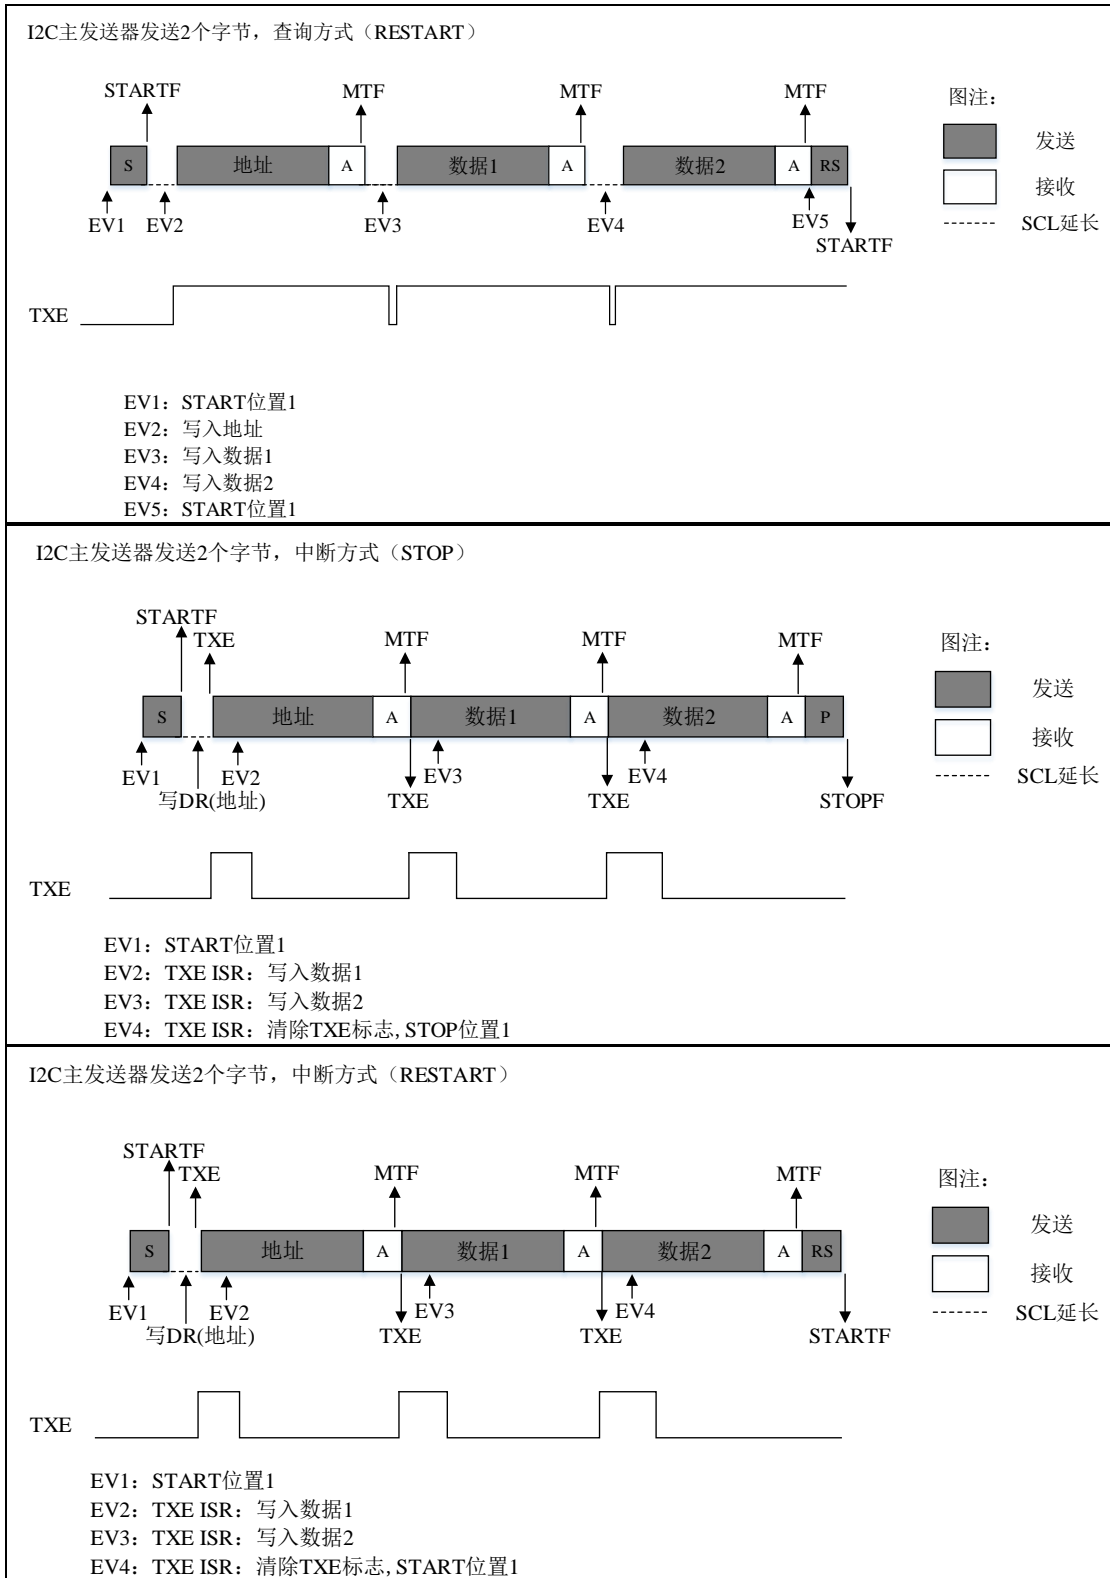 I2C主发送器发送2个字节，查询方式（RESTART）
STARTF MTF MTF MTF
图注：
S 地址 A 数据1 A 数据2 A RS
发送
接收
SCL延长
EV1 EV2 EV3 EV4 EV5
STARTF
TXE
EV1：START位置1
EV2：写入地址
EV3：写入数据1
EV4：写入数据2
EV5：START位置1
I2C主发送器发送2个字节，中断方式（STOP）
STARTF
TXE MTF MTF MTF
图注：
S 地址 A 数据1 A 数据2 A P
发送
接收
SCL延长
EV1 EV2 EV3 EV4
写DR(地址) TXE TXE STOPF
TXE
EV1：START位置1
EV2：TXE ISR：写入数据1
EV3：TXE ISR：写入数据2
EV4：TXE ISR：清除TXE标志,STOP位置1
I2C主发送器发送2个字节，中断方式（RESTART）
STARTF
TXE MTF MTF MTF
图注：
S 地址 A 数据1 A 数据2 A RS
发送
接收
SCL延长
EV1 EV2 EV3 EV4
写DR(地址) TXE TXE STARTF
TXE
EV1：START位置1
EV2：TXE ISR：写入数据1
EV3：TXE ISR：写入数据2
EV4：TXE ISR：清除TXE标志,START位置1